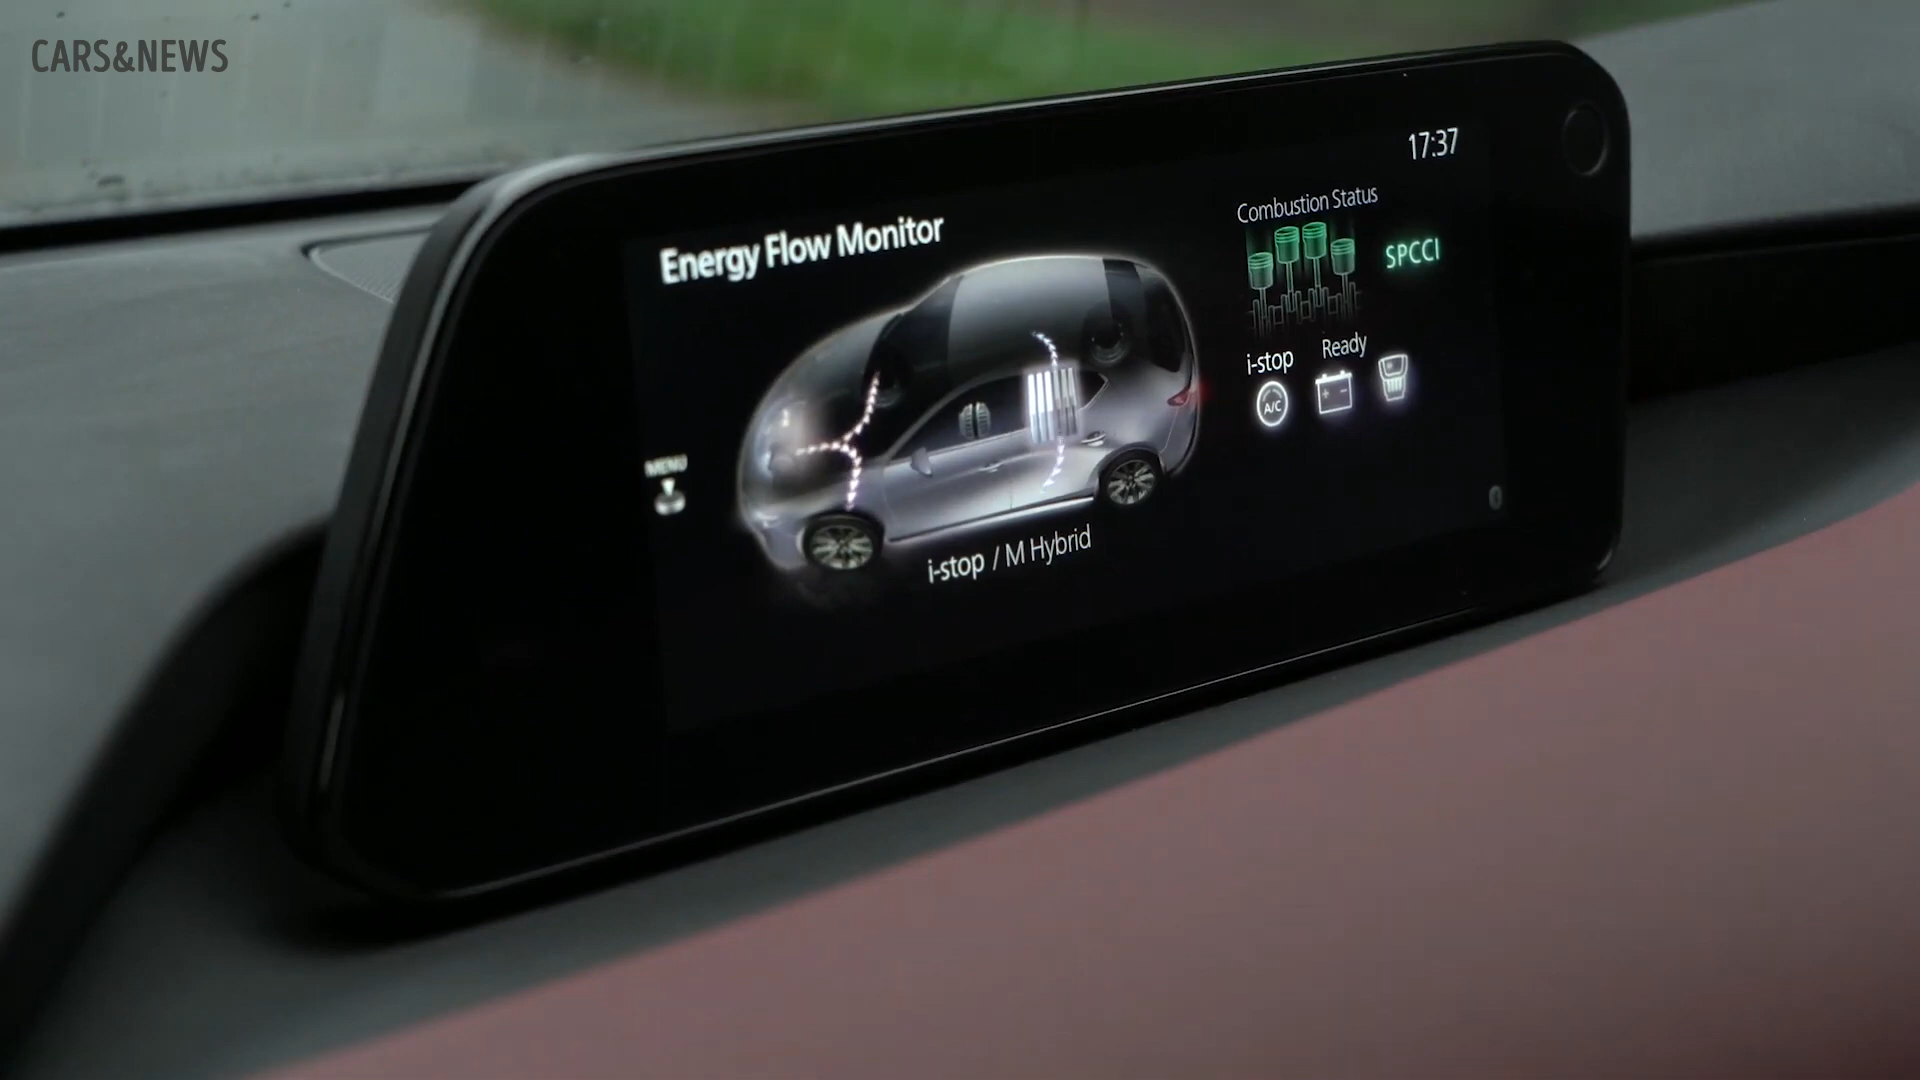 CARS&NEWS
17:37
Energy Flow Monitor
Combustion Status
SPCCI
i-stop
Ready
A/C
MENU
i-stop / M Hybrid